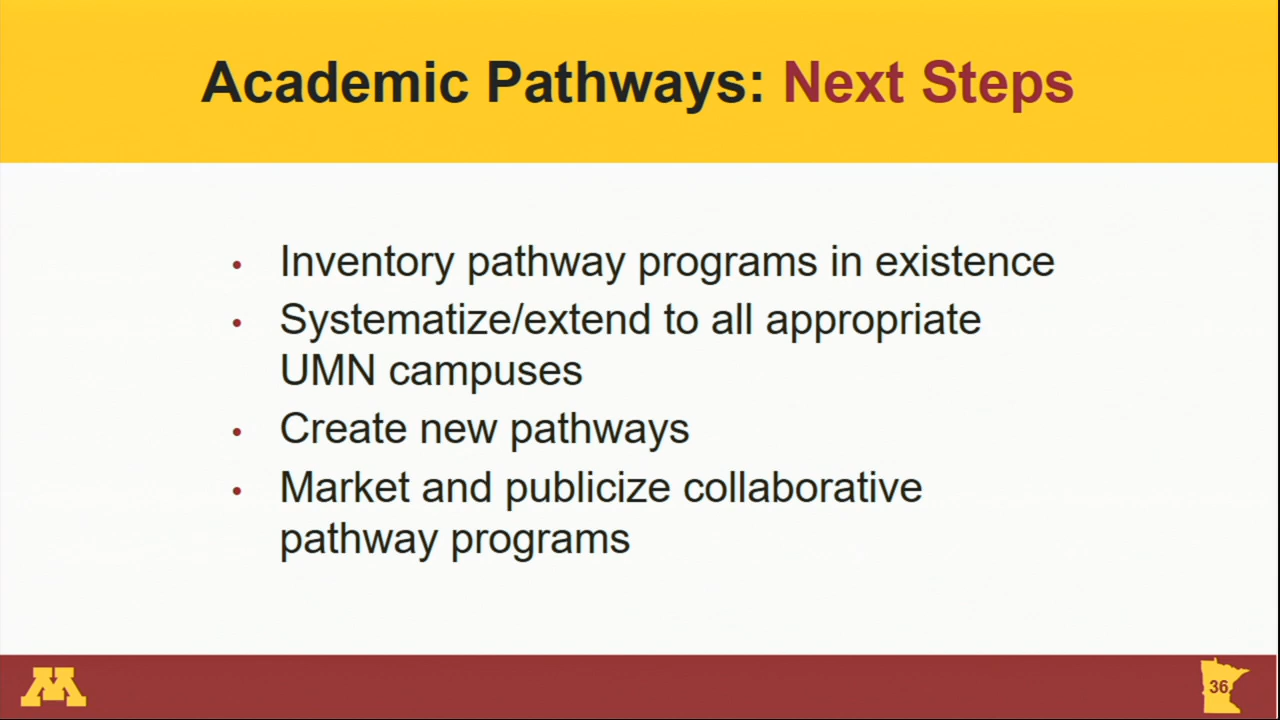 Academic Pathways: Next Steps
• Inventory pathway programs in existence
• Systematize/extend to all appropriate
UMN campuses
• Create new pathways
• Market and publicize collaborative
pathway programs
M
36